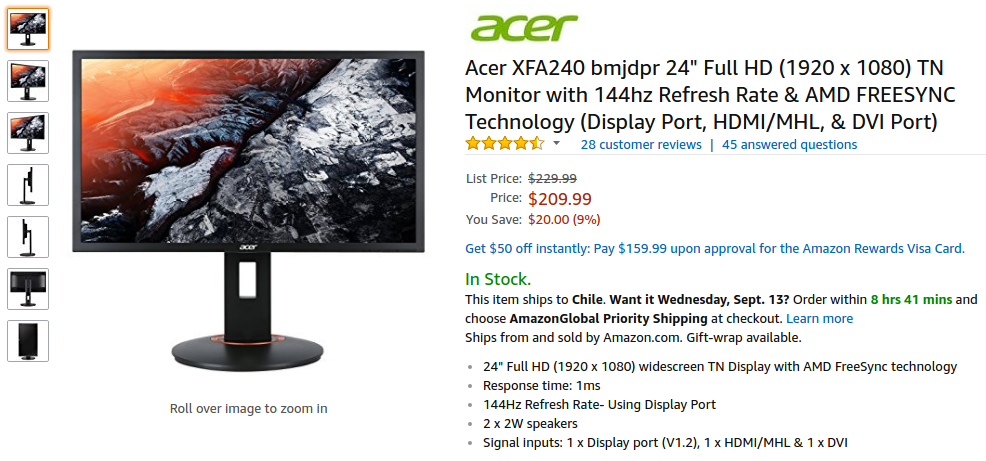 acer
Acer XFA240 bmjdpr 24" Full HD (1920 x 1080) TN
Monitor with 144hz Refresh Rate & AMD FREESYNC
Technology (Display Port, HDMI/MHL, & DVI Port)
28 customer reviews | 45 answered questions
List Price: $229.99
Price: $209.99
You Save: $20.00 (9%)
Get $50 off instantly: Pay $159.99 upon approval for the Amazon Rewards Visa Card.
In Stock.
This item ships to Chile. Want it Wednesday, Sept. 13? Order within 8 hrs 41 mins and
choose AmazonGlobal Priority Shipping at checkout. Learn more
Ships from and sold by Amazon.com. Gift-wrap available.
24" Full HD (1920 x 1080) widescreen TN Display with AMD FreeSync technology
Response time: 1ms
144Hz Refresh Rate- Using Display Port
2 x 2W speakers
Signal inputs: 1 x Display port (V1.2), 1 x HDMI/MHL & 1 x DVI
acer
Roll over image to zoom in